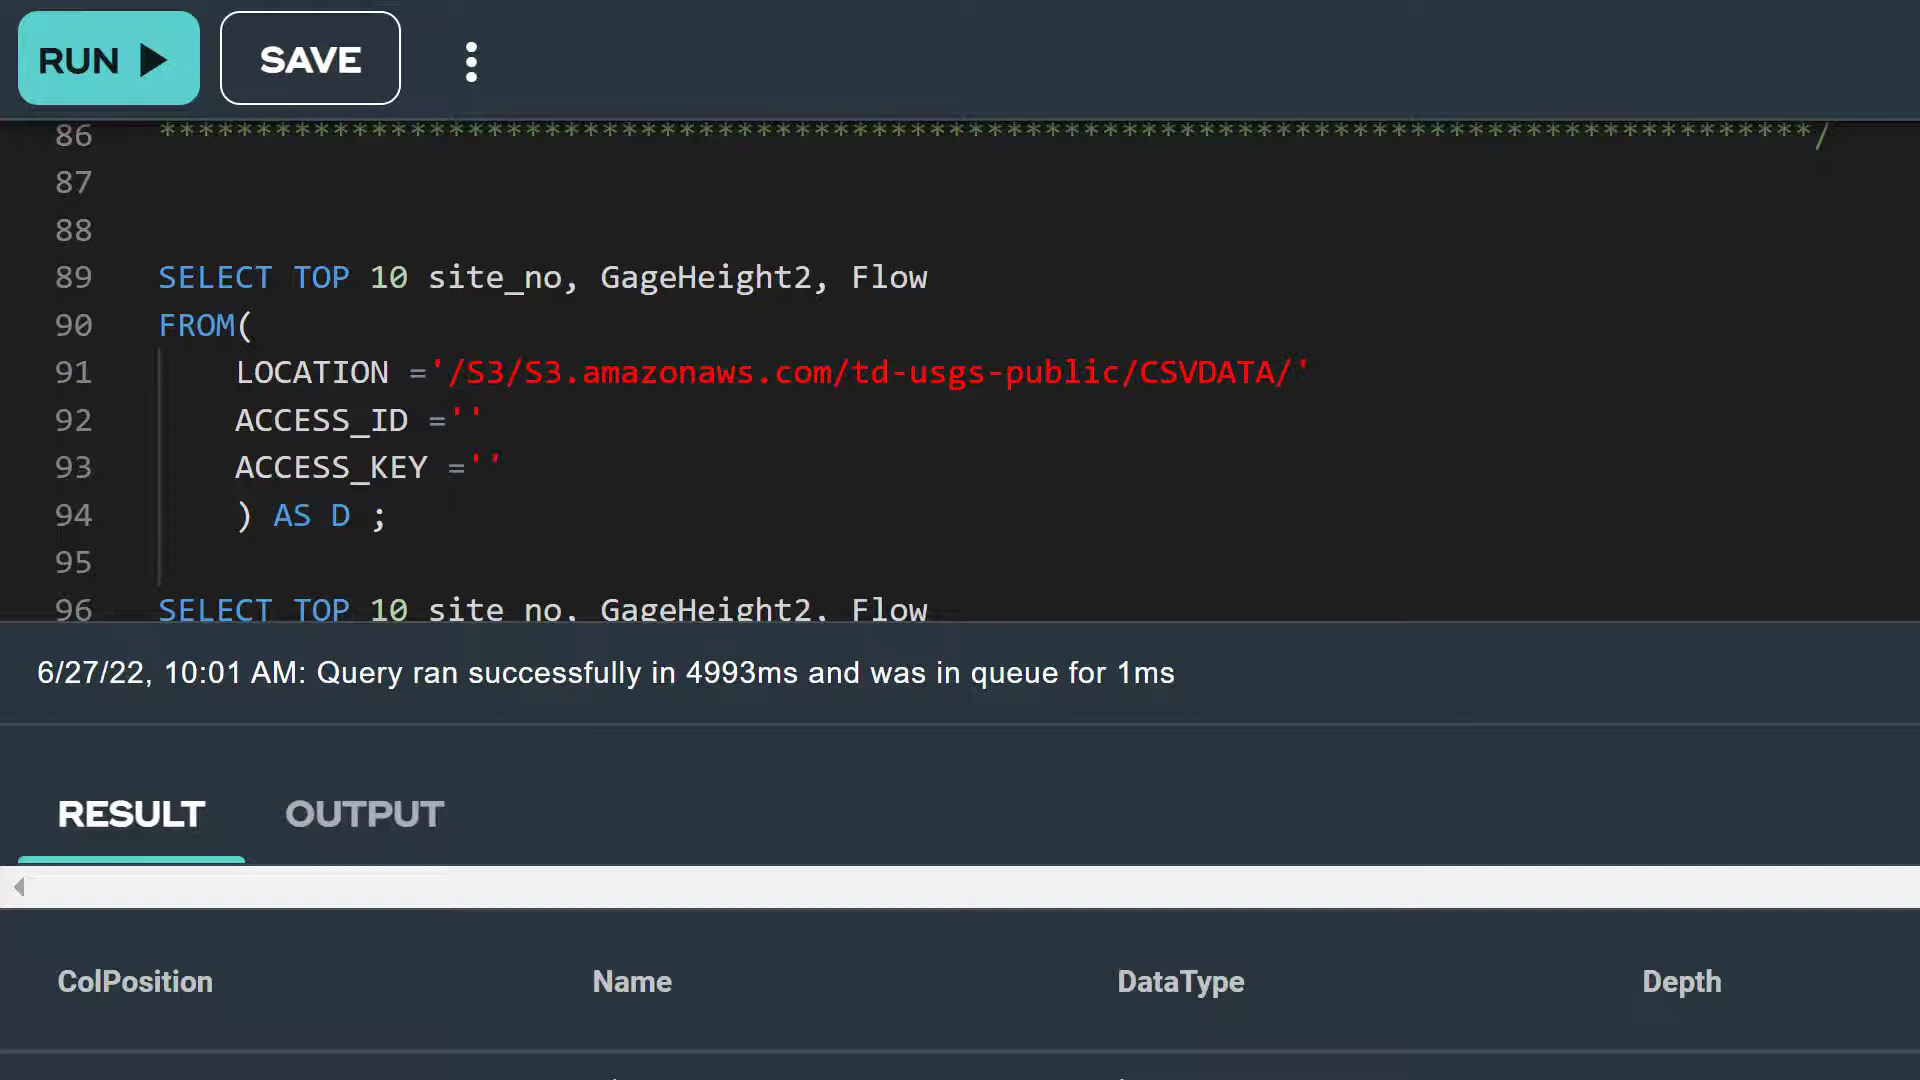 RUN SAVE
86 **************************************************************************************/
87
88
89 SELECT TOP 10 site_no, GageHeight2, Flow
90 FROM(
91 LOCATION ='/S3/S3.amazonaws.com/td-usgs-public/CSVDATA/'
92 ACCESS_ID =''
93 ACCESS_KEY =''
94 ) AS D ;
95
96 SELECT TOP 10 site_no, GageHeight2, Flow
6/27/22, 10:01 AM: Query ran successfully in 4993ms and was in queue for 1ms
RESULT OUTPUT
ColPosition Name DataType Depth